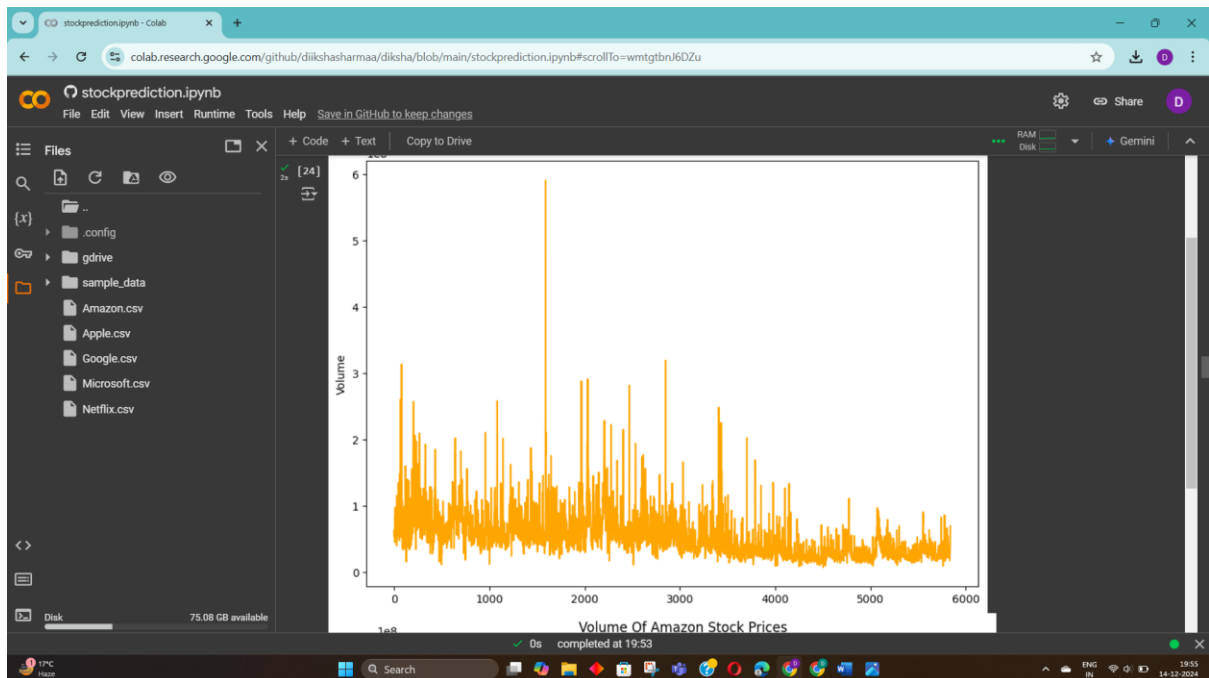 stockprediction.ipynb - Colab
colab.research.google.com/github/diikshasharmaa/diksha/blob/main/stockprediction.ipynb#scrollTo=wmtgtbnJ6DZu
D
CO
stockprediction.ipynb
File Edit View Insert Runtime Tools Help Save in GitHub to keep changes
Share
D
Files
+ Code + Text Copy to Drive
RAM
Disk
Gemini
{x}
..
.config
gdrive
sample_data
Amazon.csv
Apple.csv
Google.csv
Microsoft.csv
Netflix.csv
Disk 75.08 GB available
[24]
2s
6
5
4
3
2
1
0
Volume
0 1000 2000 3000 4000 5000 6000
1e8
Volume Of Amazon Stock Prices
0s completed at 19:53
1
17°C
Haze
Search
ENG
IN
19:55
14-12-2024